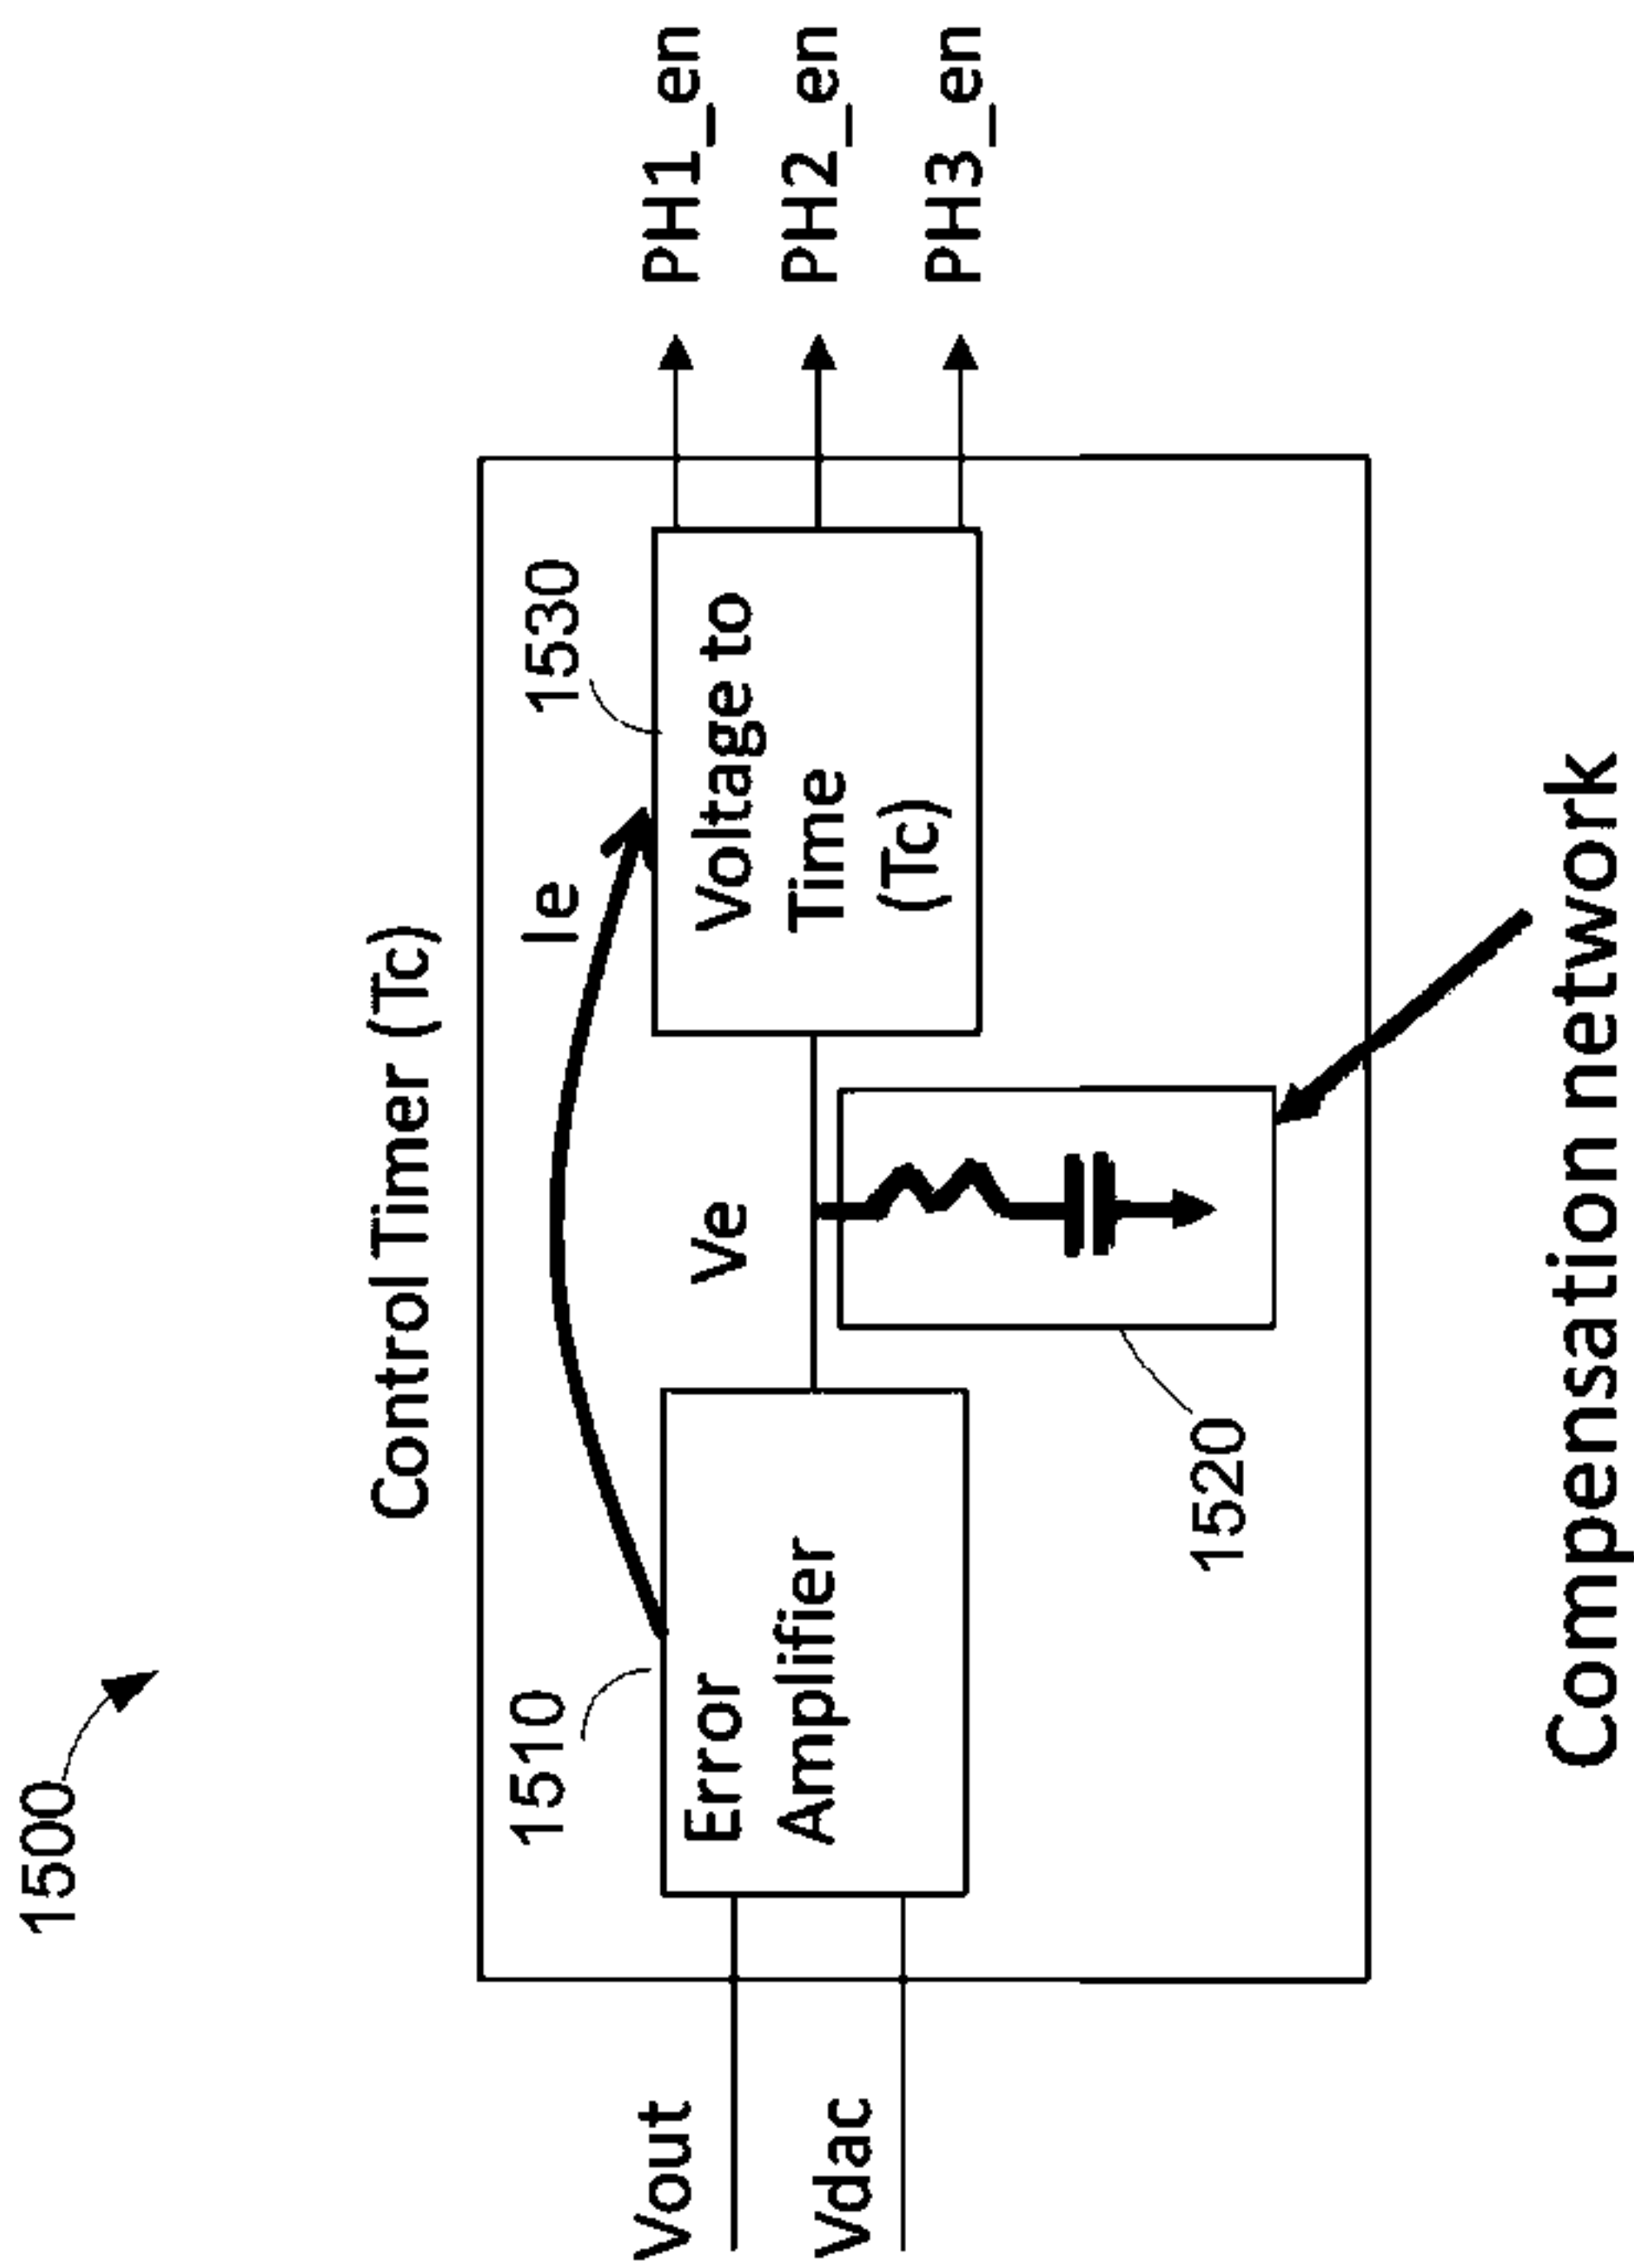 1500
Control Timer (Tc)
1510
Ie
1530
Vout
Vdac
Error
Amplifier
Ve
Voltage to
Time
(Tc)
PH1_en
PH2_en
PH3_en
1520
Compensation network